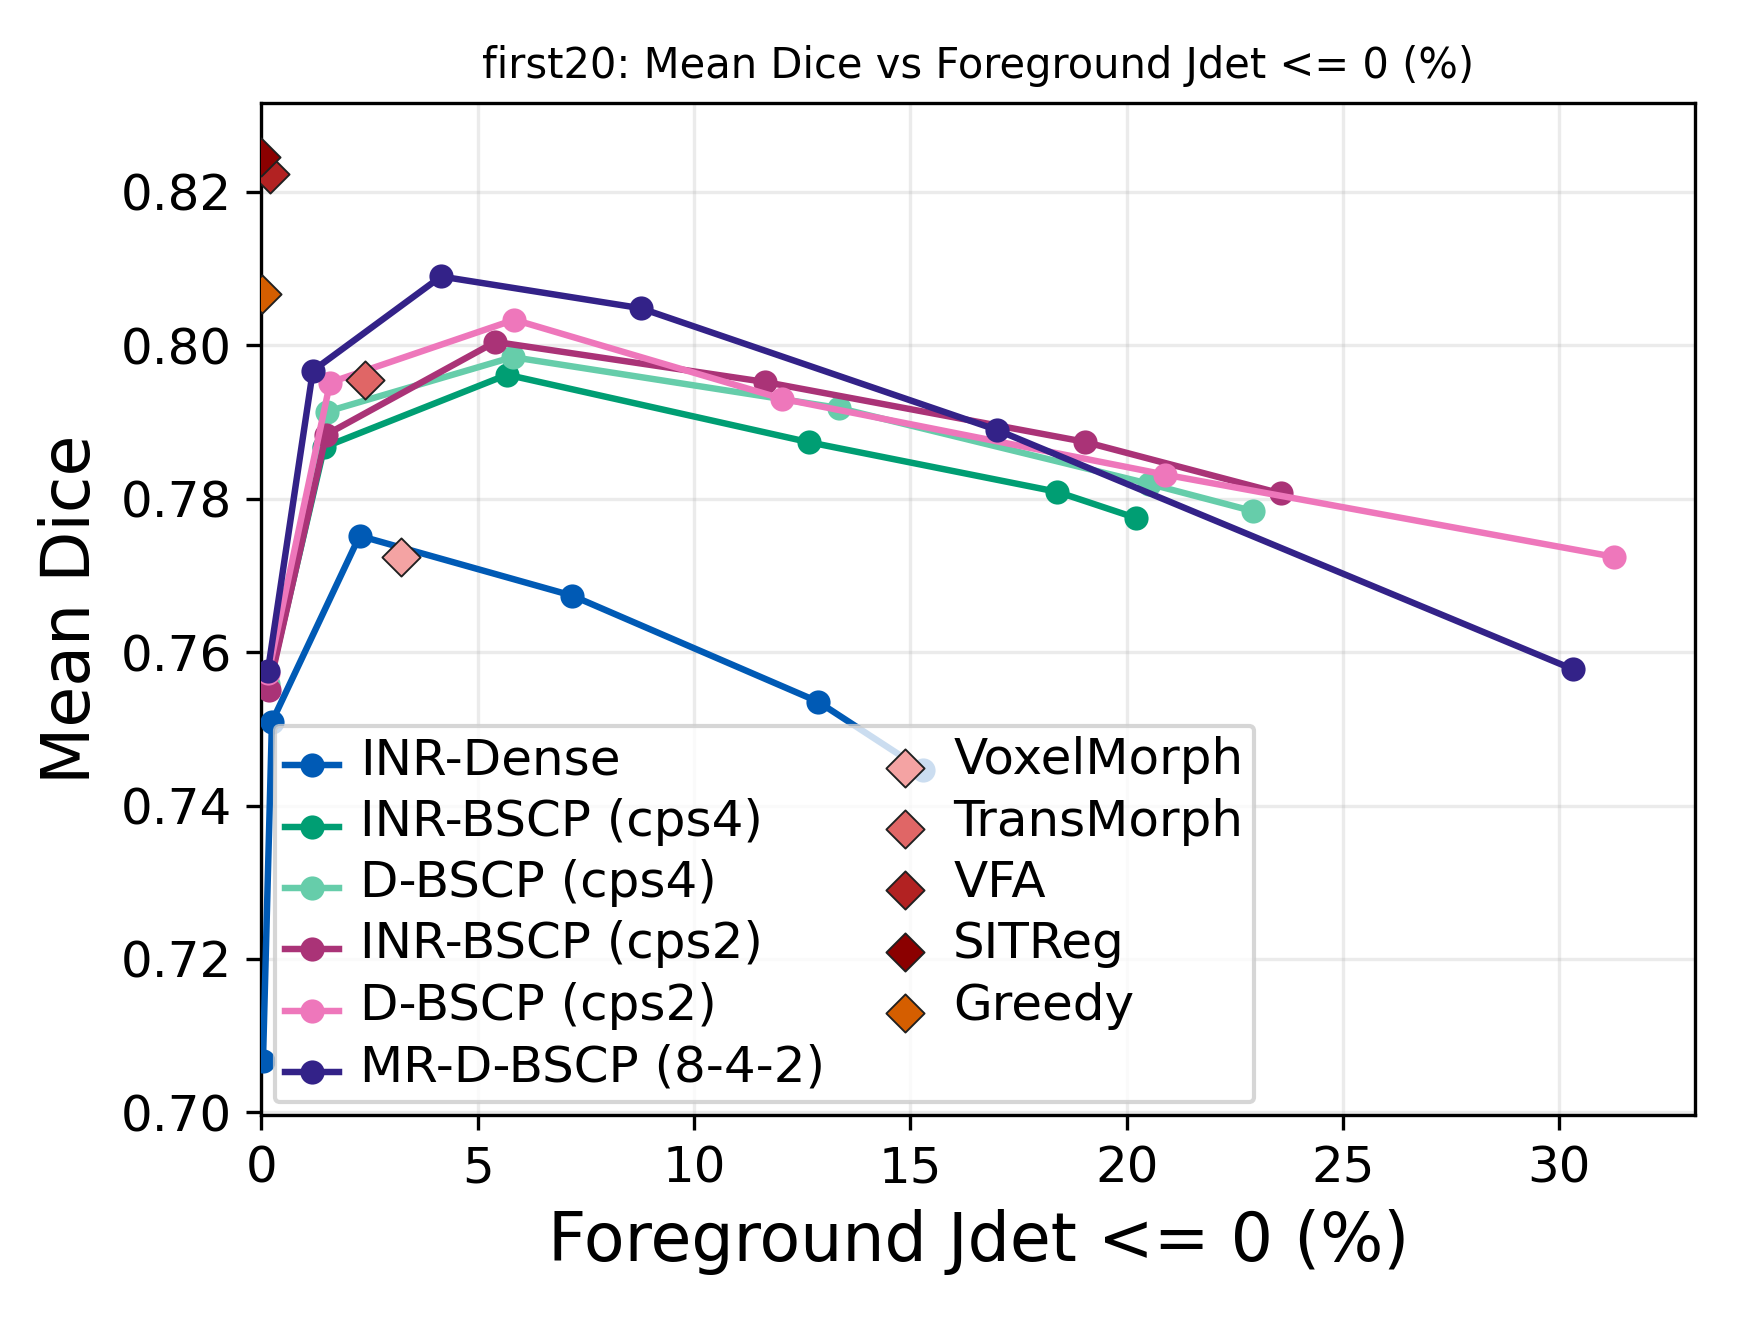 first20: Mean Dice vs Foreground Jdet <= 0 (%)
Mean Dice
0.82
0.80
0.78
0.76
0.74
0.72
0.70
INR-Dense
INR-BSCP (cps4)
D-BSCP (cps4)
INR-BSCP (cps2)
D-BSCP (cps2)
MR-D-BSCP (8-4-2)
VoxelMorph
TransMorph
VFA
SITReg
Greedy
0 5 10 15 20 25 30
Foreground Jdet <= 0 (%)